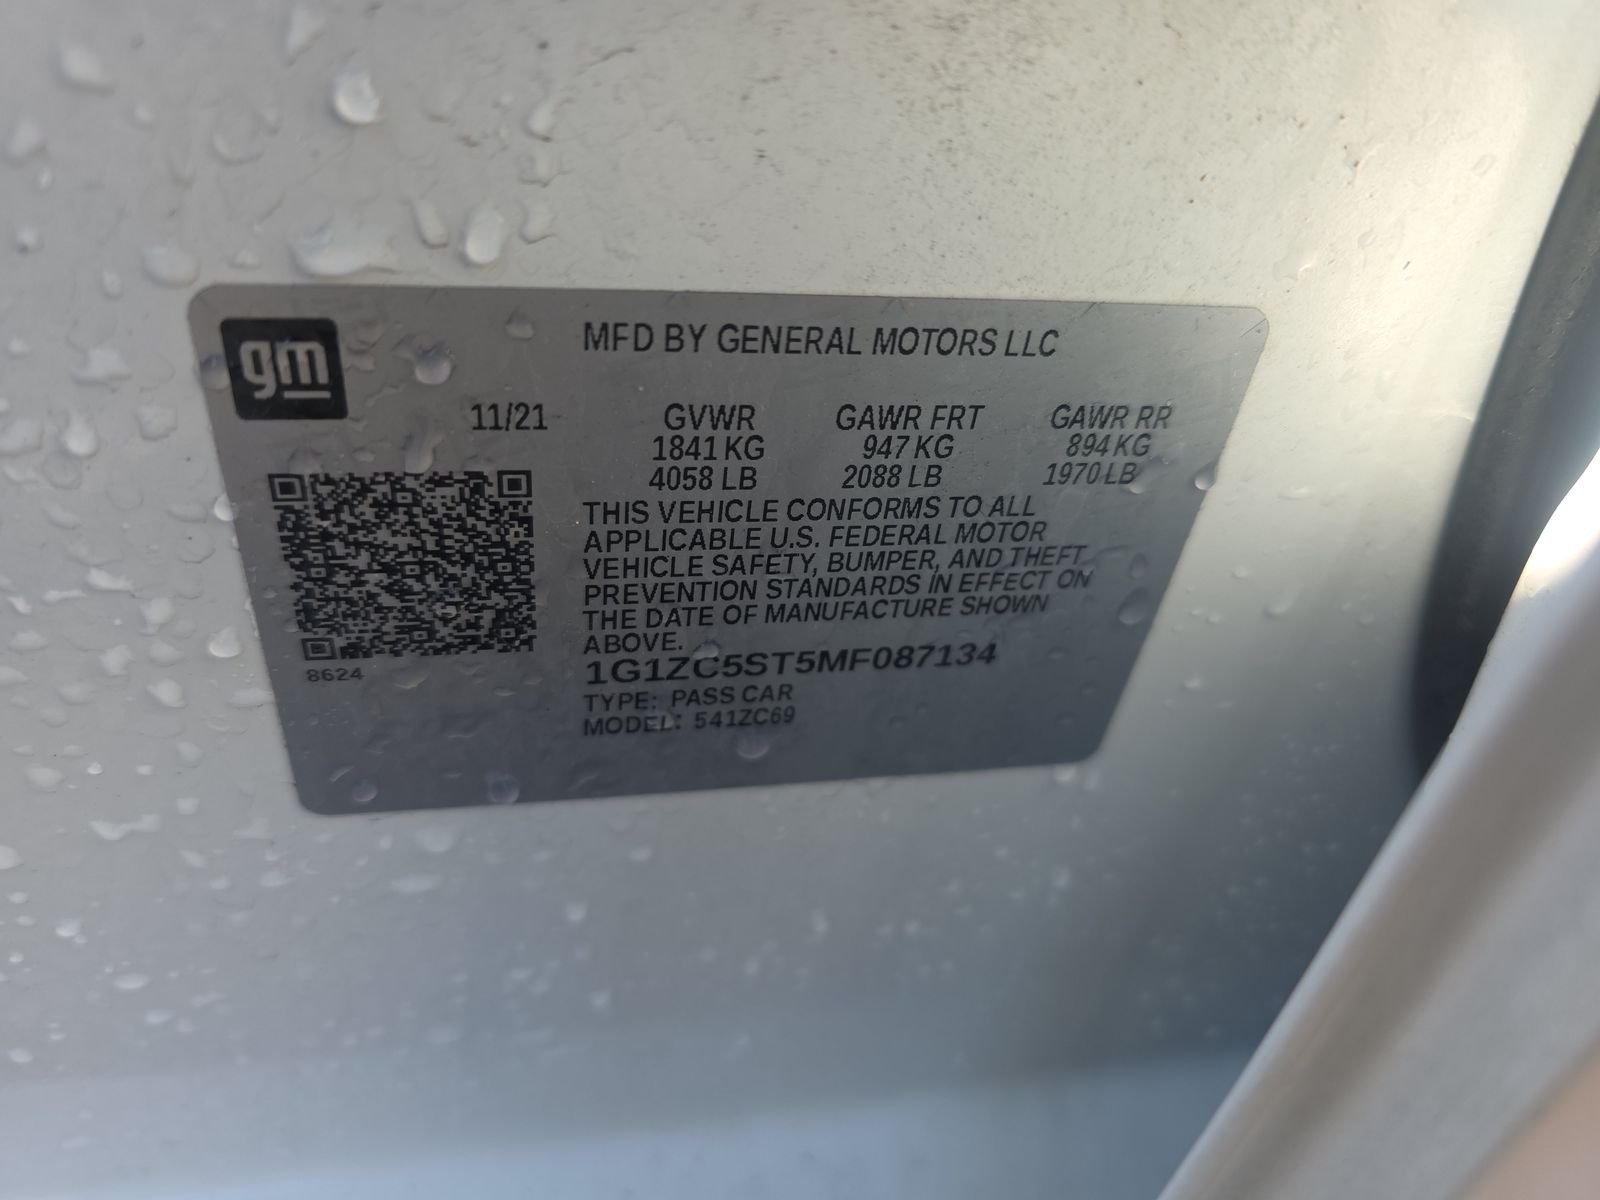 gm
MFD BY GENERAL MOTORS LLC
11/21 GVWR GAWR FRT GAWR RR
1841 KG 947 KG 894 KG
4058 LB 2088 LB 1970 LB
THIS VEHICLE CONFORMS TO ALL
APPLICABLE U.S. FEDERAL MOTOR
VEHICLE SAFETY, BUMPER, AND THEFT
PREVENTION STANDARDS IN EFFECT ON
THE DATE OF MANUFACTURE SHOWN
ABOVE.
8624
1G1ZC5ST5MF087134
TYPE: PASS CAR
MODEL: 541ZC69